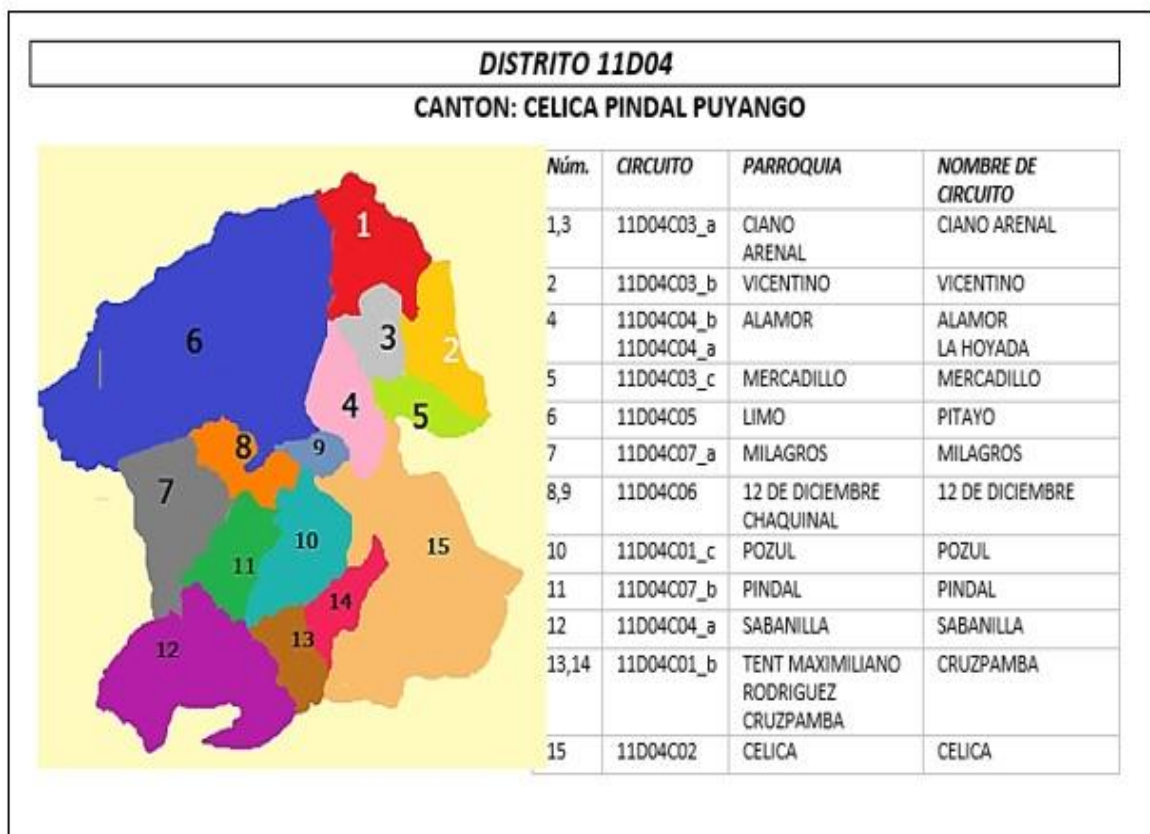 DISTRITO 11D04
CANTON: CELICA PINDAL PUYANGO
1
2
3
4
5
6
7
8
9
10
11
12
13
14
15
Núm. CIRCUITO PARROQUIA NOMBRE DE CIRCUITO
1,3 11D04C03_a CIANO ARENAL CIANO ARENAL
2 11D04C03_b VICENTINO VICENTINO
4 11D04C04_b 11D04C04_a ALAMOR ALAMOR LA HOYADA
5 11D04C03_c MERCADILLO MERCADILLO
6 11D04C05 LIMO PITAYO
7 11D04C07_a MILAGROS MILAGROS
8,9 11D04C06 12 DE DICIEMBRE CHAQUINAL 12 DE DICIEMBRE
10 11D04C01_c POZUL POZUL
11 11D04C07_b PINDAL PINDAL
12 11D04C04_a SABANILLA SABANILLA
13,14 11D04C01_b TENT MAXIMILIANO RODRIGUEZ CRUZPAMBA CRUZPAMBA
15 11D04C02 CELICA CELICA